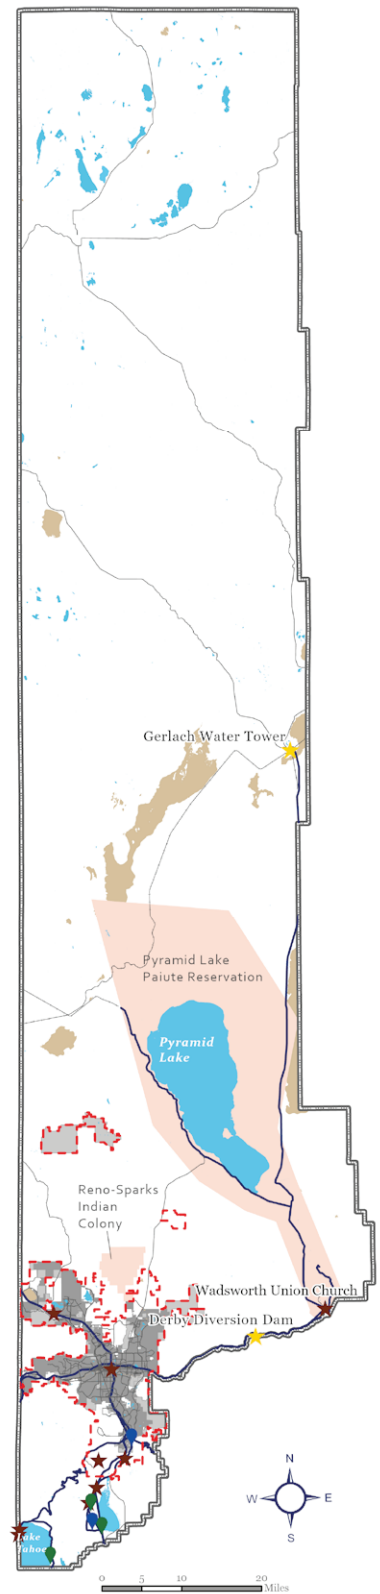 Gerlach Water Tower
Pyramid Lake
Paiute Reservation
Pyramid
Lake
Reno-Sparks
Indian
Colony
Wadsworth Union Church
Derby Diversion Dam
N
W
E
S
Lake
Tahoe
0 5 10 20
Miles